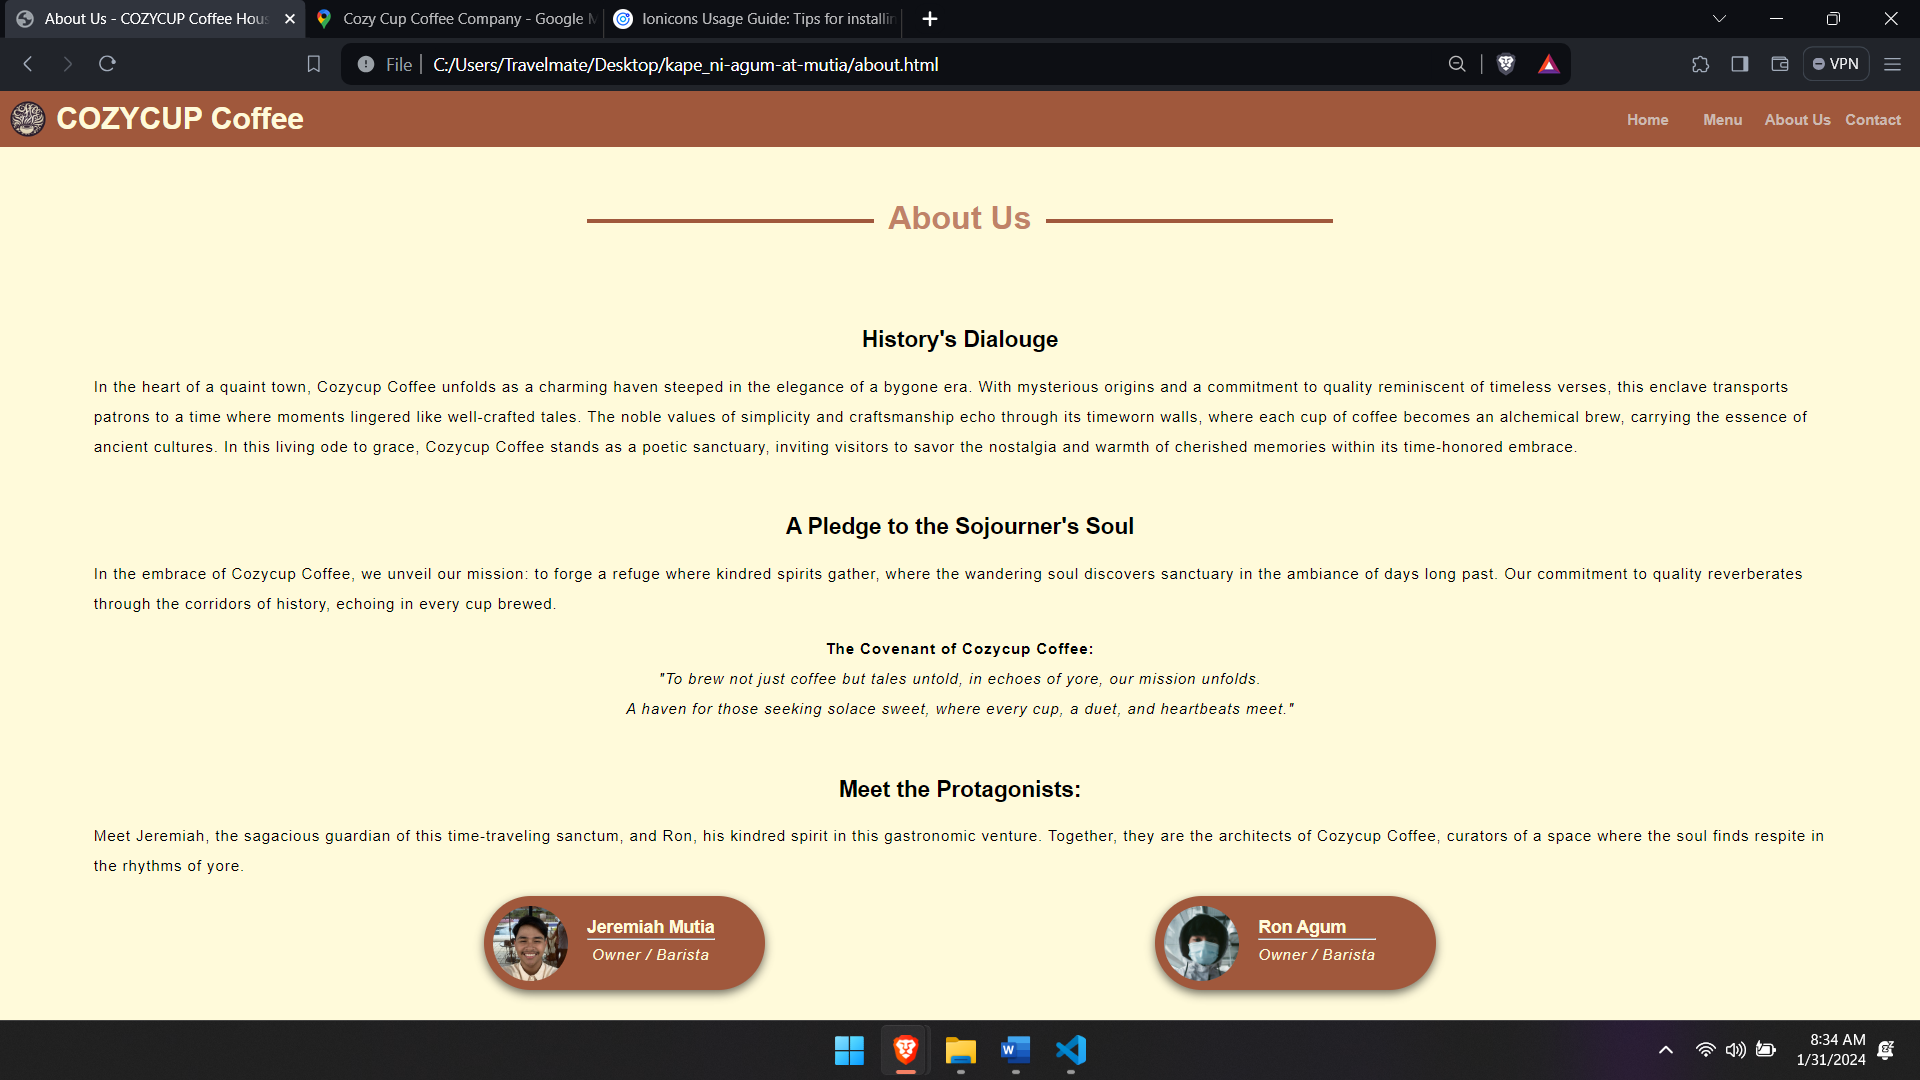 About Us - COZYCUP Coffee Hous
Cozy Cup Coffee Company - Google M
Ionicons Usage Guide: Tips for installin
File
C:/Users/Travelmate/Desktop/kape_ni-agum-at-mutia/about.html
VPN
COZYCUP Coffee
Home
Menu
About Us
Contact
About Us
History's Dialouge
In the heart of a quaint town, Cozycup Coffee unfolds as a charming haven steeped in the elegance of a bygone era. With mysterious origins and a commitment to quality reminiscent of timeless verses, this enclave transports
patrons to a time where moments lingered like well-crafted tales. The noble values of simplicity and craftsmanship echo through its timeworn walls, where each cup of coffee becomes an alchemical brew, carrying the essence of
ancient cultures. In this living ode to grace, Cozycup Coffee stands as a poetic sanctuary, inviting visitors to savor the nostalgia and warmth of cherished memories within its time-honored embrace.
A Pledge to the Sojourner's Soul
In the embrace of Cozycup Coffee, we unveil our mission: to forge a refuge where kindred spirits gather, where the wandering soul discovers sanctuary in the ambiance of days long past. Our commitment to quality reverberates
through the corridors of history, echoing in every cup brewed.
The Covenant of Cozycup Coffee:
"To brew not just coffee but tales untold, in echoes of yore, our mission unfolds.
A haven for those seeking solace sweet, where every cup, a duet, and heartbeats meet."
Meet the Protagonists:
Meet Jeremiah, the sagacious guardian of this time-traveling sanctum, and Ron, his kindred spirit in this gastronomic venture. Together, they are the architects of Cozycup Coffee, curators of a space where the soul finds respite in
the rhythms of yore.
Jeremiah Mutia
Owner / Barista
Ron Agum
Owner / Barista
8:34 AM
1/31/2024